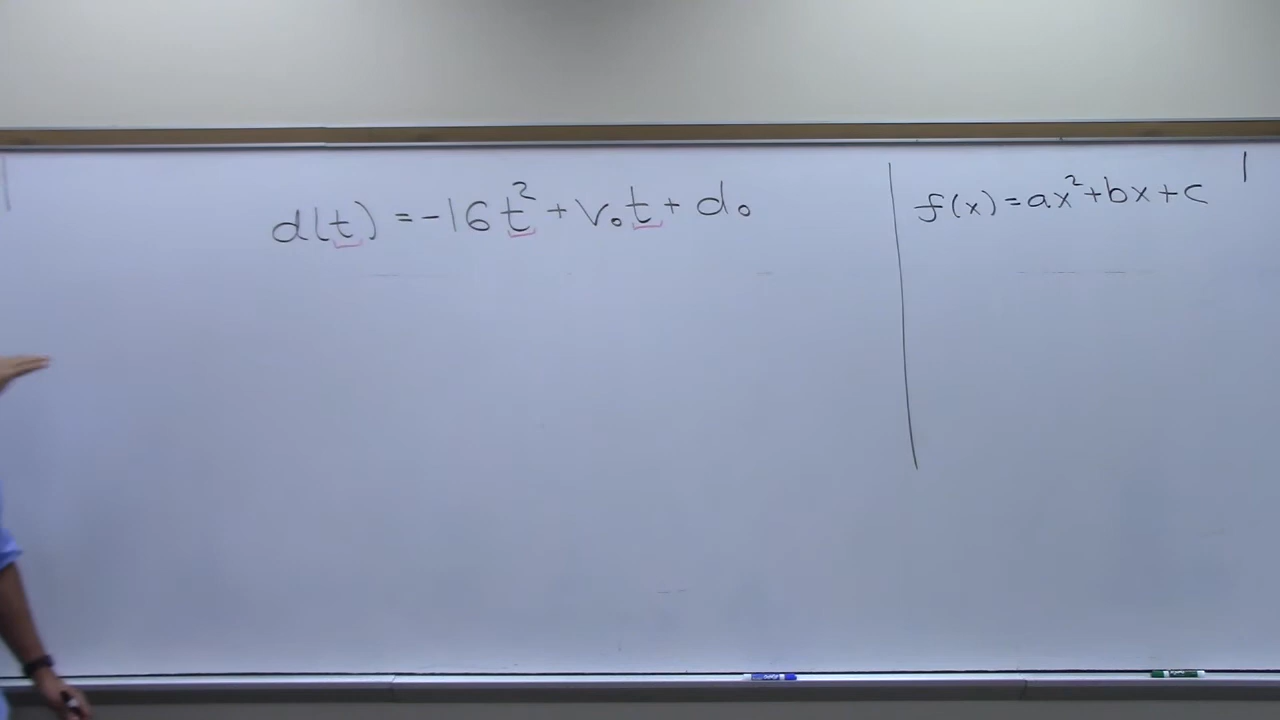 d(t) = -16t² + v₀t + d₀
f(x) = ax² + bx + c